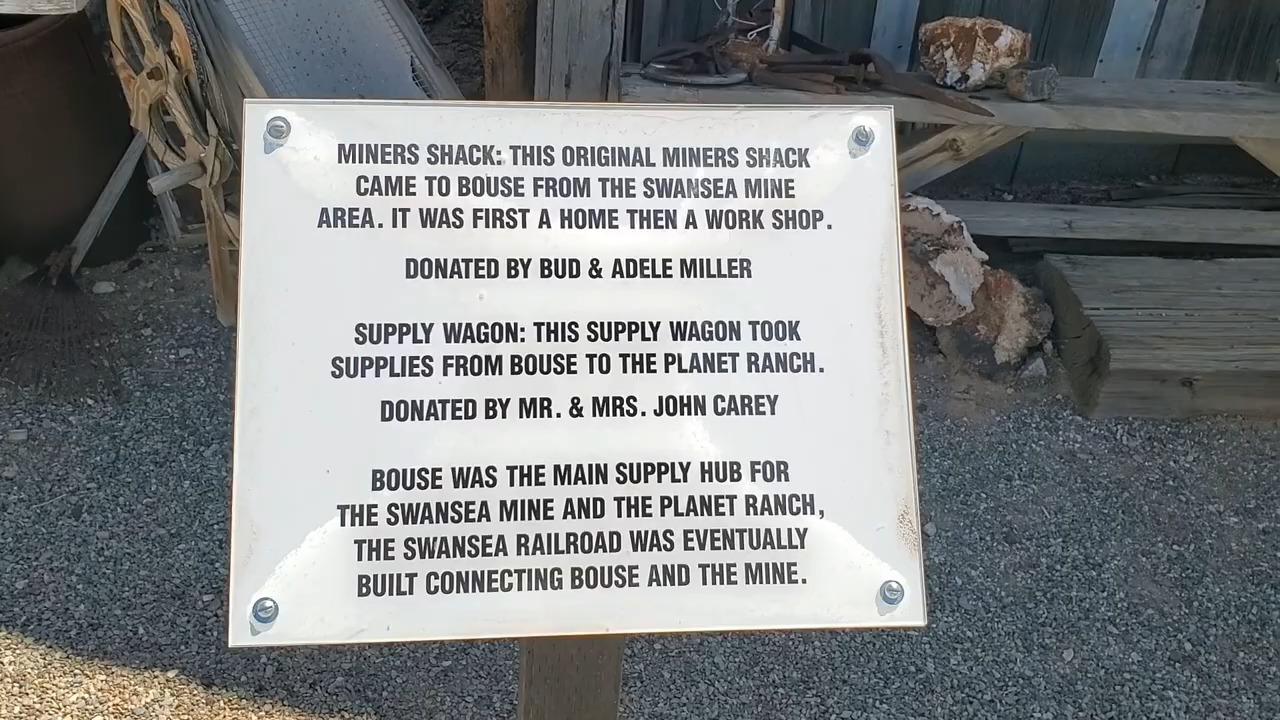 MINERS SHACK: THIS ORIGINAL MINERS SHACK
CAME TO BOUSE FROM THE SWANSEA MINE
AREA. IT WAS FIRST A HOME THEN A WORK SHOP.
DONATED BY BUD & ADELE MILLER
SUPPLY WAGON: THIS SUPPLY WAGON TOOK
SUPPLIES FROM BOUSE TO THE PLANET RANCH.
DONATED BY MR. & MRS. JOHN CAREY
BOUSE WAS THE MAIN SUPPLY HUB FOR
THE SWANSEA MINE AND THE PLANET RANCH,
THE SWANSEA RAILROAD WAS EVENTUALLY
BUILT CONNECTING BOUSE AND THE MINE.